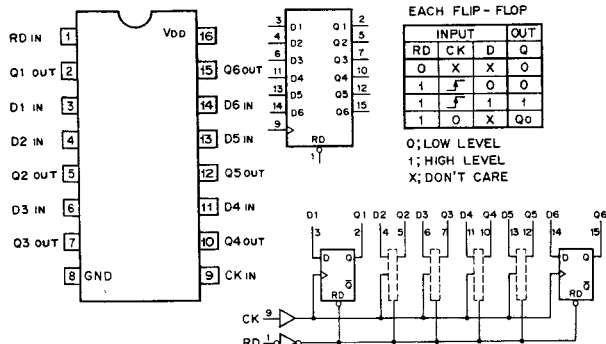 RD IN 1
VDD 16
Q1 OUT 2
15 Q6 OUT
D1 IN 3
14 D6 IN
D2 IN 4
13 D5 IN
Q2 OUT 5
12 Q5 OUT
D3 IN 6
11 D4 IN
Q3 OUT 7
10 Q4 OUT
8 GND
9 CK IN
3 D1 Q1 2
4 D2 Q2 5
6 D3 Q3 7
11 D4 Q4 10
13 D5 Q5 12
14 D6 Q6 15
9
RD
1
EACH FLIP-FLOP
INPUT OUT
RD CK D Q
0 X X 0
1 0 0
1 1 1
1 0 X Qo
0; LOW LEVEL
1; HIGH LEVEL
X; DON'T CARE
D1 Q1 D2 Q2 D3 Q3 D4 Q4 D5 Q5 D6 Q6
3 2 4 5 6 7 11 10 13 12 14 15
D Q D Q
Q Q
RD RD
CK 9
RD 1